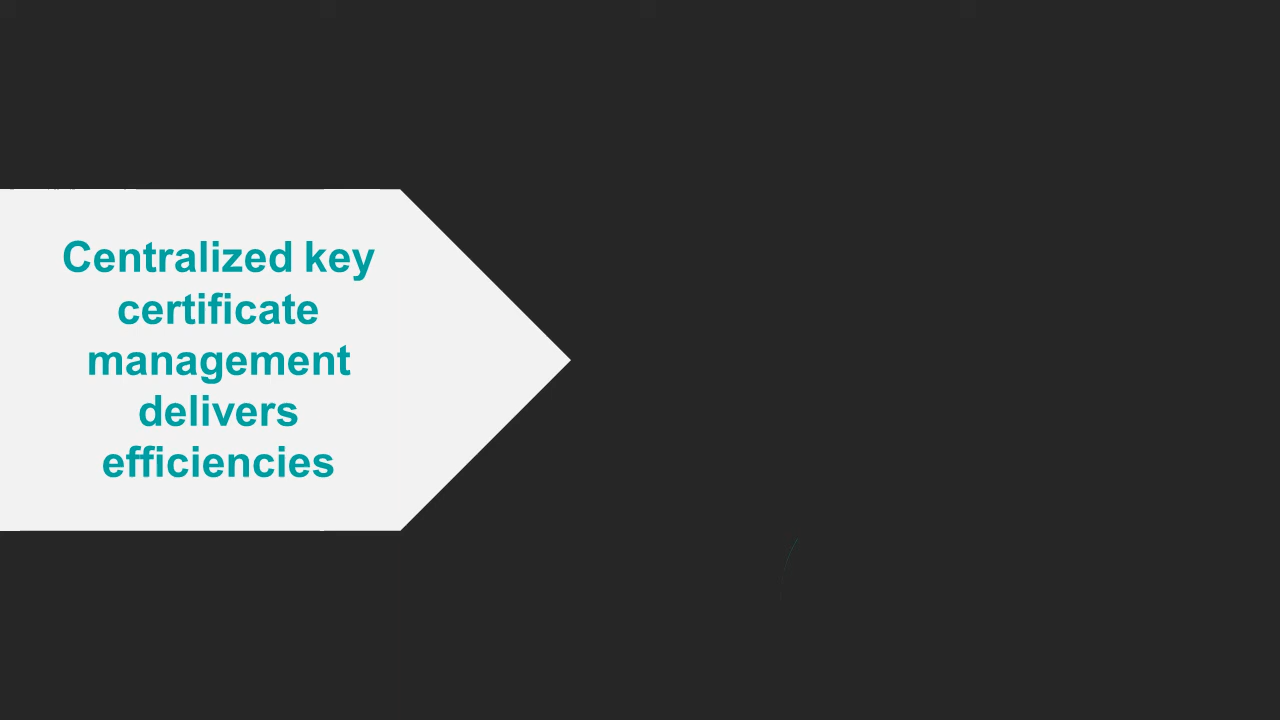 Centralized key
certificate
management
delivers
efficiencies